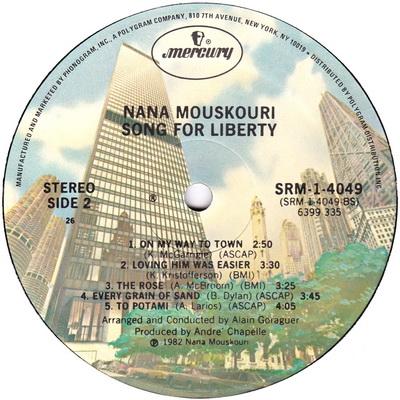 MANUFACTURED AND MARKETED BY PHONOGRAM, INC., A POLYGRAM COMPANY, 810 7TH AVENUE, NEW YORK, N.Y. 10019 • DISTRIBUTED BY POLYGRAM DISTRIBUTION, INC.
mercury
NANA MOUSKOURI
SONG FOR LIBERTY
STEREO
SIDE 2
26
℗
SRM-1-4049
(SRM-1-4049 BS)
6399 335
1. ON MY WAY TO TOWN 2:50
(K. McGarrigle) (ASCAP)
2. LOVING HIM WAS EASIER 3:30
(K. Kristofferson) (BMI)
3. THE ROSE (A. McBroom) (BMI) 3:25
4. EVERY GRAIN OF SAND (B. Dylan) (ASCAP) 3:45
5. TO POTAMI (A. Larios) (ASCAP) 4:05
Arranged and Conducted by Alain Goraguer
Produced by André Chapelle
℗ 1982 Nana Mouskouri